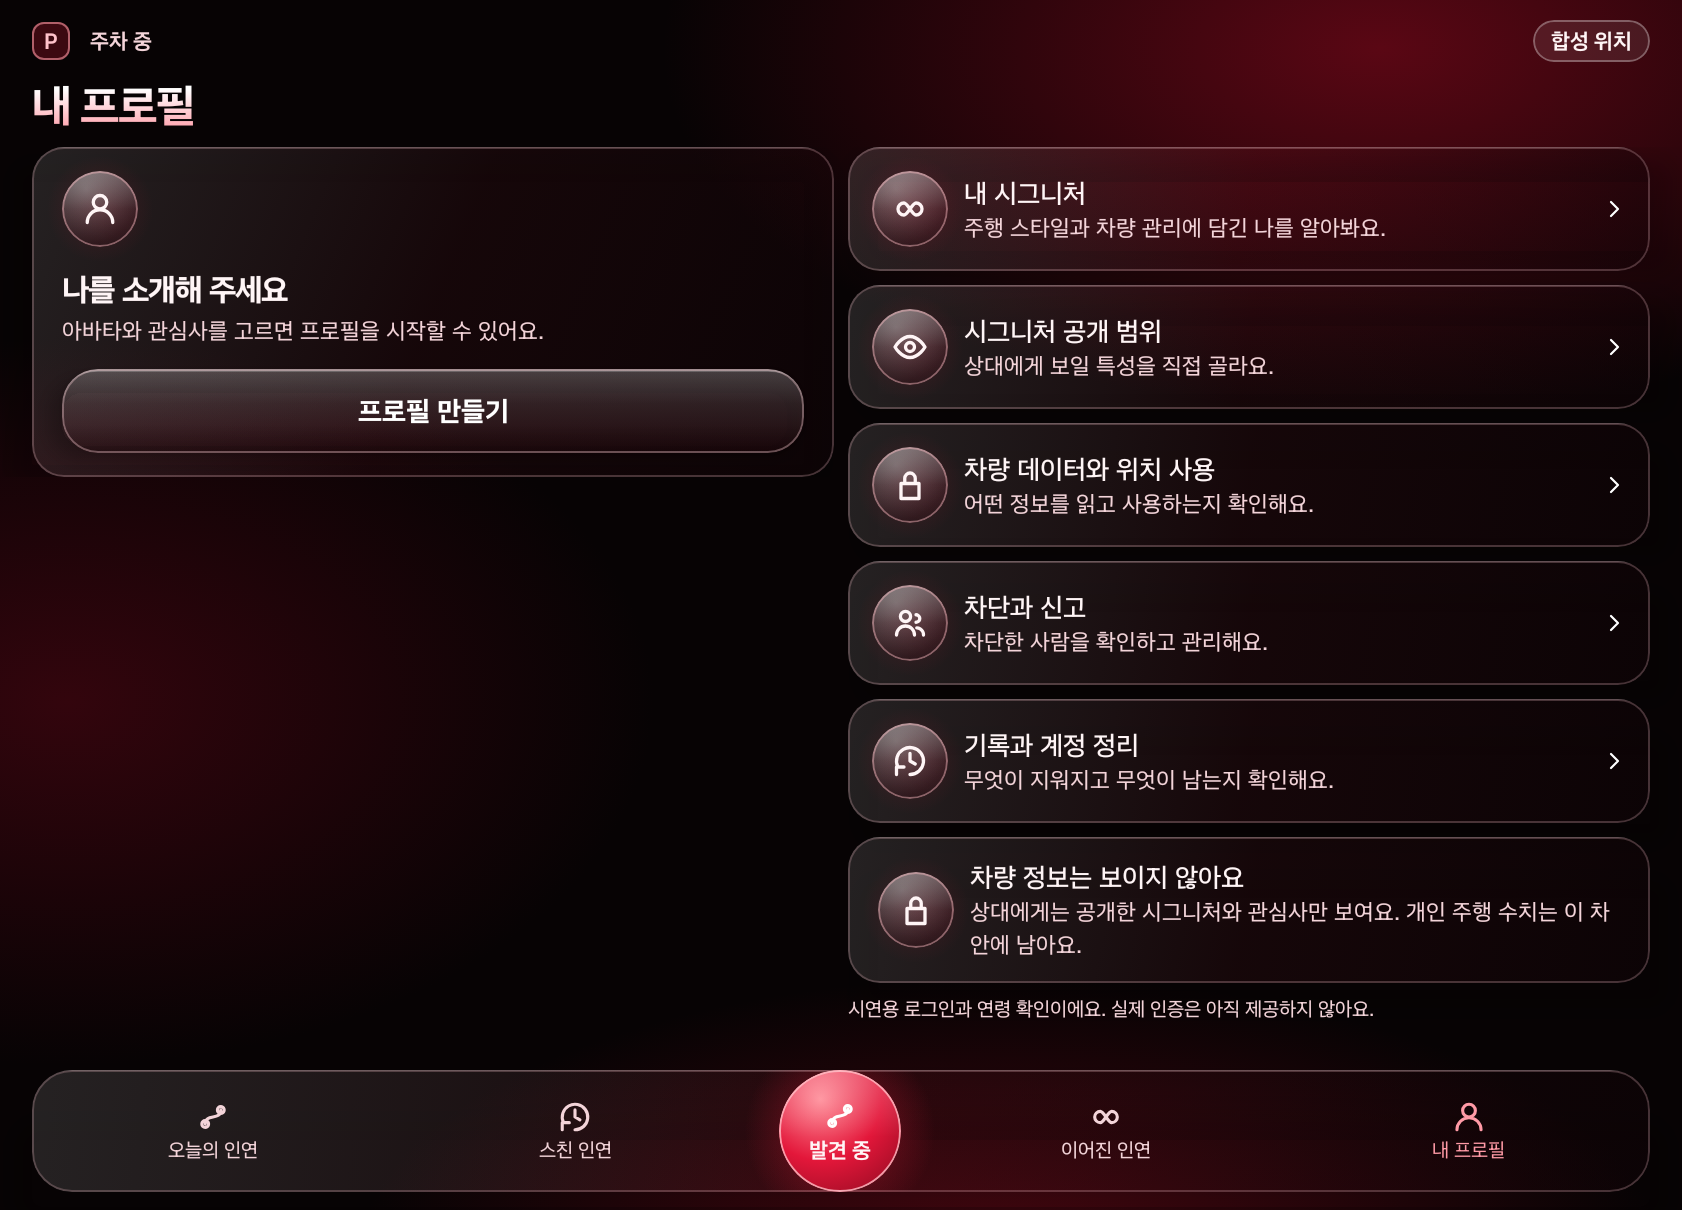 P 주차 중
합성 위치
내 프로필
나를 소개해 주세요
아바타와 관심사를 고르면 프로필을 시작할 수 있어요.
프로필 만들기
내 시그니처
주행 스타일과 차량 관리에 담긴 나를 알아봐요.
시그니처 공개 범위
상대에게 보일 특성을 직접 골라요.
차량 데이터와 위치 사용
어떤 정보를 읽고 사용하는지 확인해요.
차단과 신고
차단한 사람을 확인하고 관리해요.
기록과 계정 정리
무엇이 지워지고 무엇이 남는지 확인해요.
차량 정보는 보이지 않아요
상대에게는 공개한 시그니처와 관심사만 보여요. 개인 주행 수치는 이 차
안에 남아요.
시연용 로그인과 연령 확인이에요. 실제 인증은 아직 제공하지 않아요.
오늘의 인연
스친 인연
발견 중
이어진 인연
내 프로필